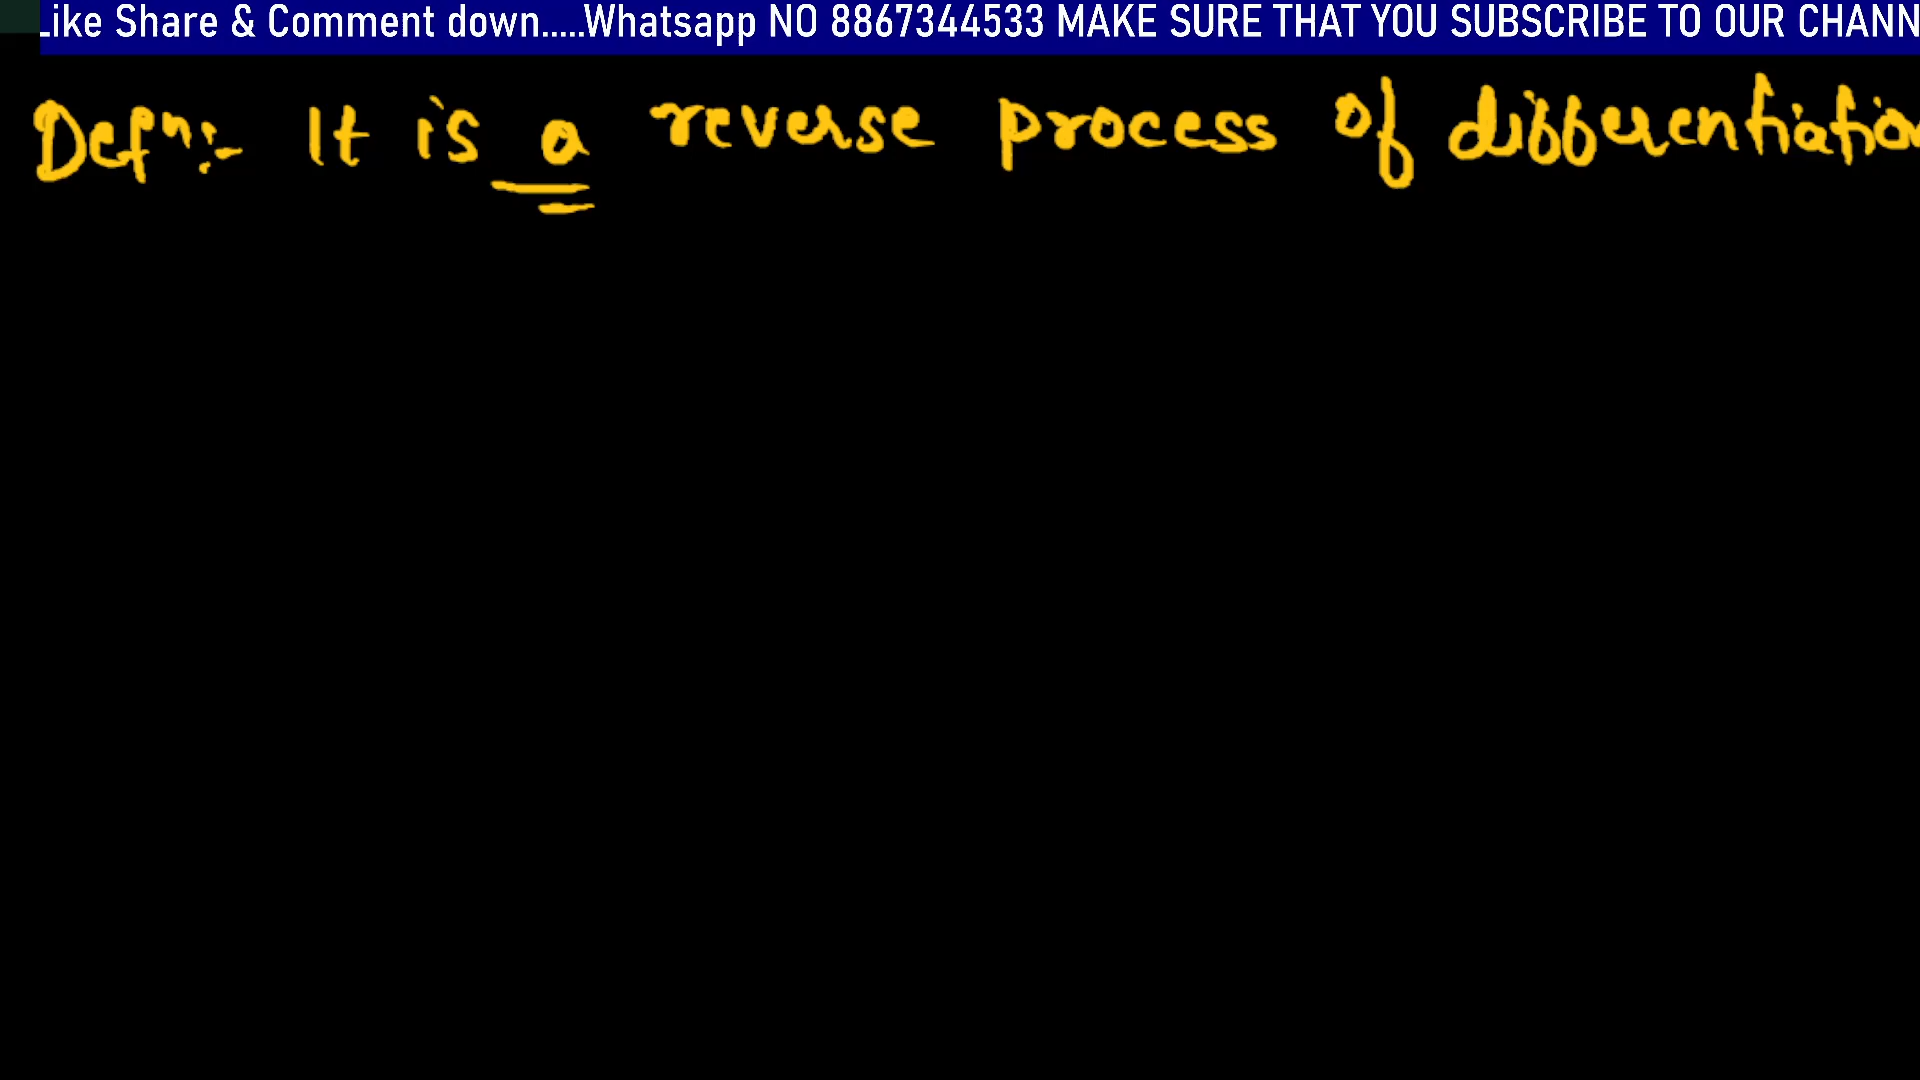 Like Share & Comment down.....Whatsapp NO 8867344533 MAKE SURE THAT YOU SUBSCRIBE TO OUR CHANN
Defn:- It is a reverse process of differentiation